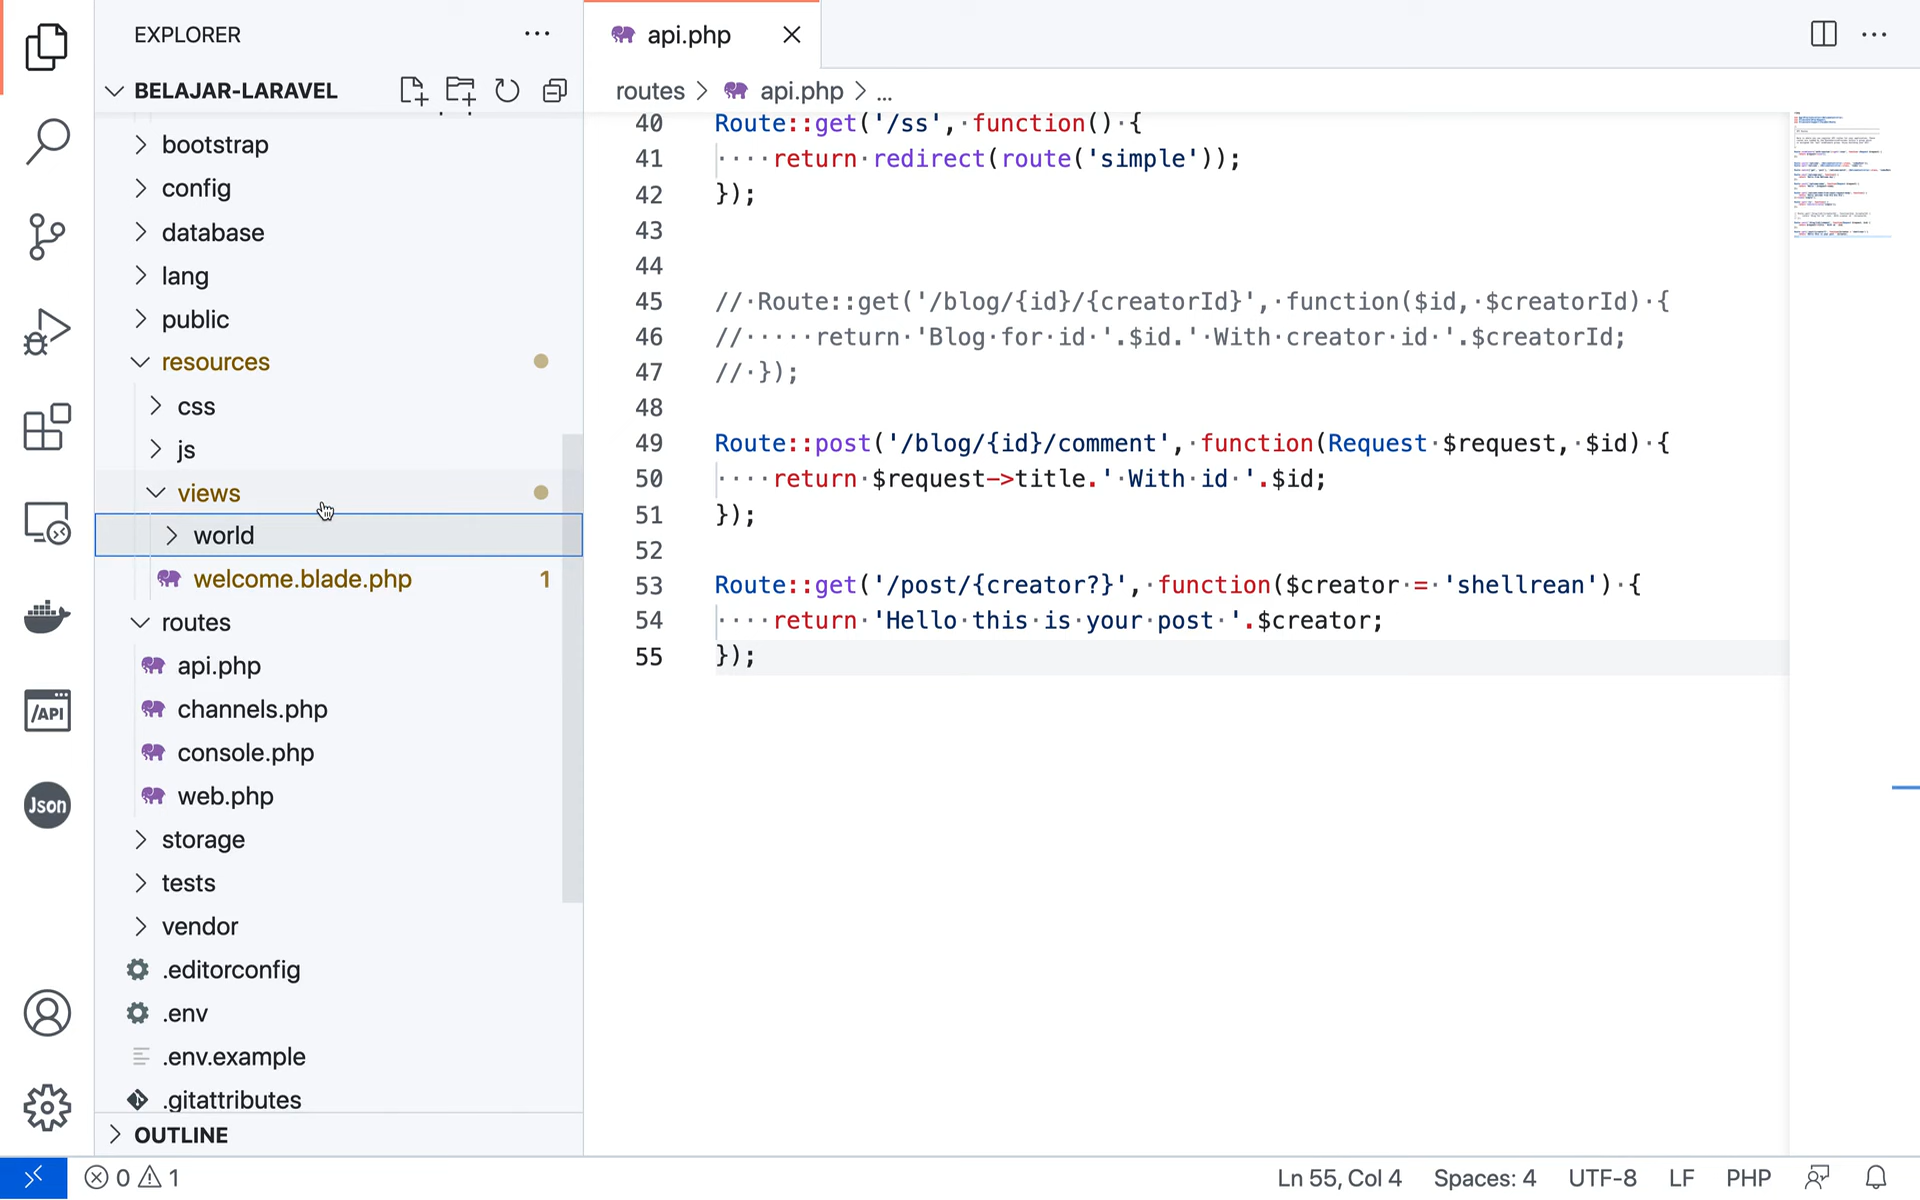 EXPLORER
BELAJAR-LARAVEL
bootstrap
config
database
lang
public
resources
css
js
views
world
welcome.blade.php 1
routes
api.php
channels.php
console.php
web.php
storage
tests
vendor
.editorconfig
.env
.env.example
.gitattributes
OUTLINE
/API
Json
api.php
routes > api.php > ...
40 Route::get('/ss', function() {
41 ····return redirect(route('simple'));
42 });
43
44
45 // Route::get('/blog/{id}/{creatorId}', function($id, $creatorId) {
46 //·····return 'Blog for id '.$id.' With creator id '.$creatorId;
47 // });
48
49 Route::post('/blog/{id}/comment', function(Request $request, $id) {
50 ····return $request->title.' With id '.$id;
51 });
52
53 Route::get('/post/{creator?}', function($creator = 'shellrean') {
54 ····return 'Hello this is your post '.$creator;
55 });
0 1
Ln 55, Col 4 Spaces: 4 UTF-8 LF PHP